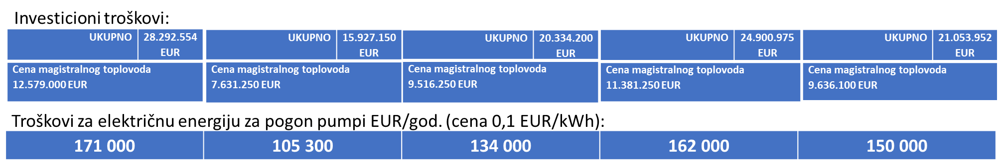 Investicioni troškovi:
UKUPNO 28.292.554 EUR
UKUPNO 15.927.150 EUR
UKUPNO 20.334.200 EUR
UKUPNO 24.900.975 EUR
UKUPNO 21.053.952 EUR
Cena magistralnog toplovoda
12.579.000 EUR
Cena magistralnog toplovoda
7.631.250 EUR
Cena magistralnog toplovoda
9.516.250 EUR
Cena magistralnog toplovoda
11.381.250 EUR
Cena magistralnog toplovoda
9.636.100 EUR
Troškovi za električnu energiju za pogon pumpi EUR/god. (cena 0,1 EUR/kWh):
171 000 105 300 134 000 162 000 150 000